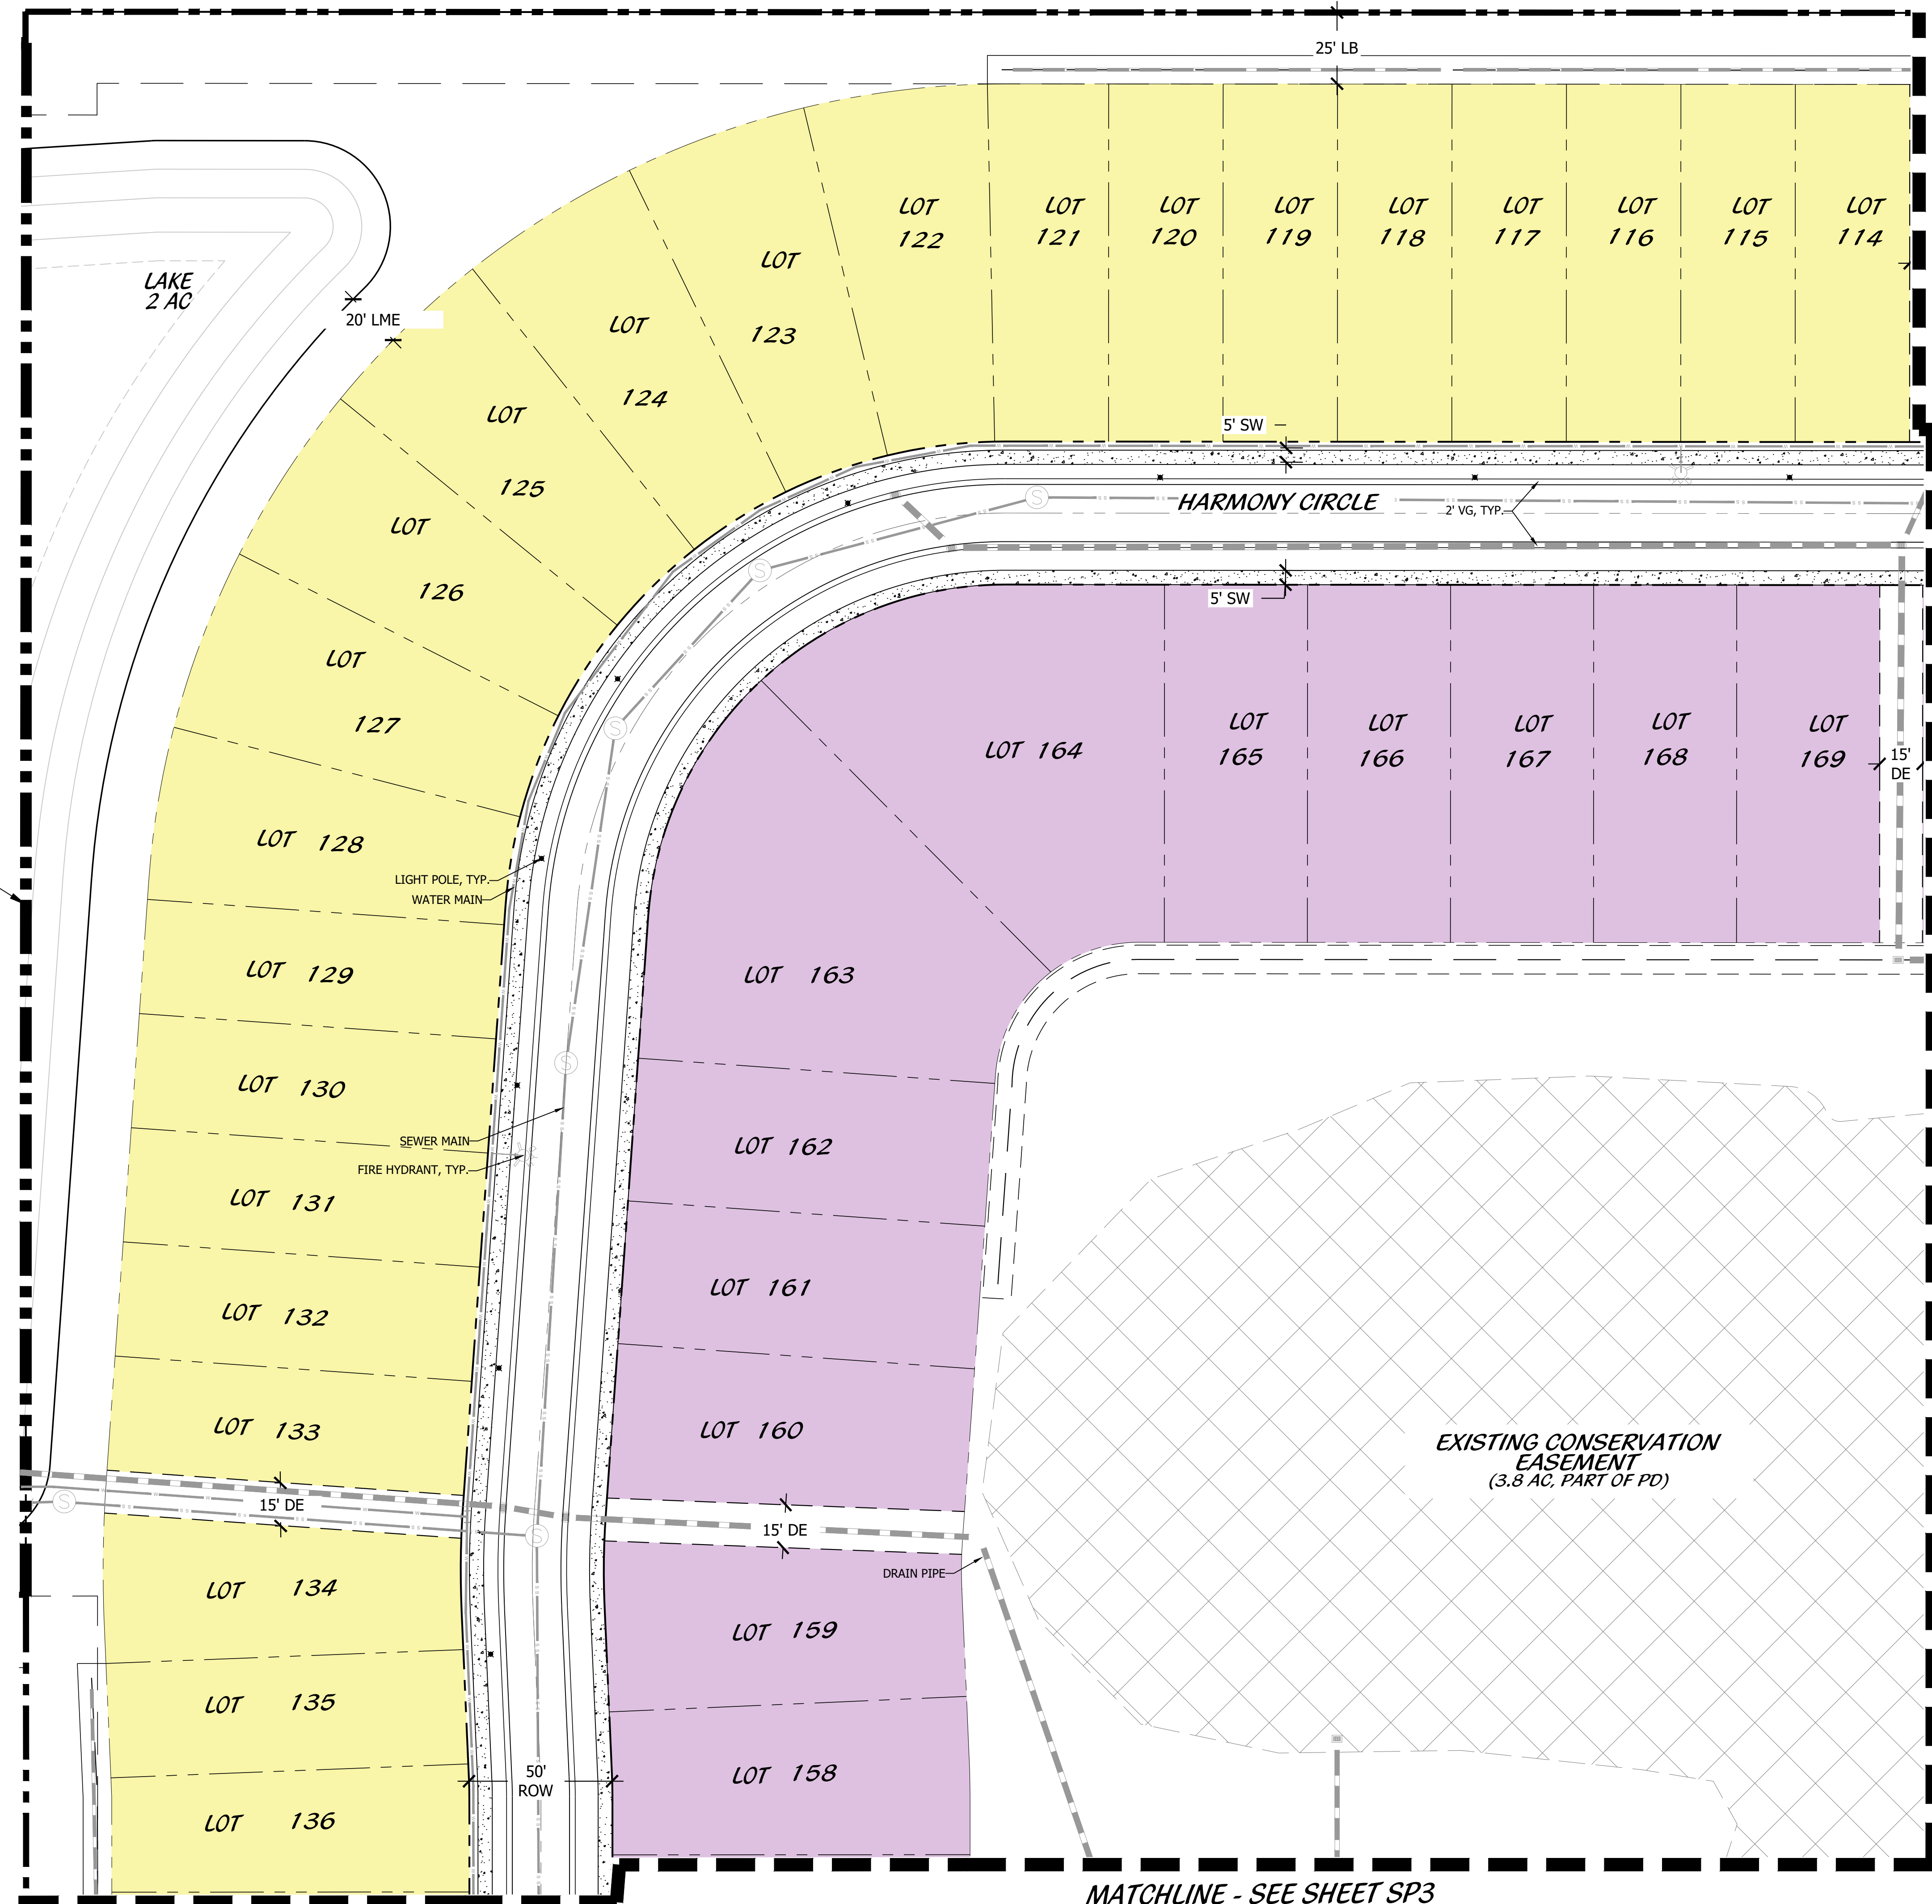 25' LB
LOT
122
LOT
121
LOT
120
LOT
119
LOT
118
LOT
117
LOT
116
LOT
115
LOT
114
LOT
123
LAKE
2 AC
20' LME
LOT
124
LOT
125
5' SW
HARMONY CIRCLE
2' VG, TYP.
S
S
LOT
126
5' SW
LOT
127
S
LOT 164
LOT
165
LOT
166
LOT
167
LOT
168
LOT
169
15'
DE
LOT 128
LIGHT POLE, TYP.
WATER MAIN
LOT 129
LOT 163
LOT 130
S
SEWER MAIN
FIRE HYDRANT, TYP.
LOT 162
LOT 131
LOT 161
LOT 132
LOT 133
LOT 160
EXISTING CONSERVATION
EASEMENT
(3.8 AC, PART OF PD)
S
15' DE
S
15' DE
DRAIN PIPE
LOT 134
LOT 159
LOT 135
50'
ROW
LOT 158
LOT 136
MATCHLINE - SEE SHEET SP3